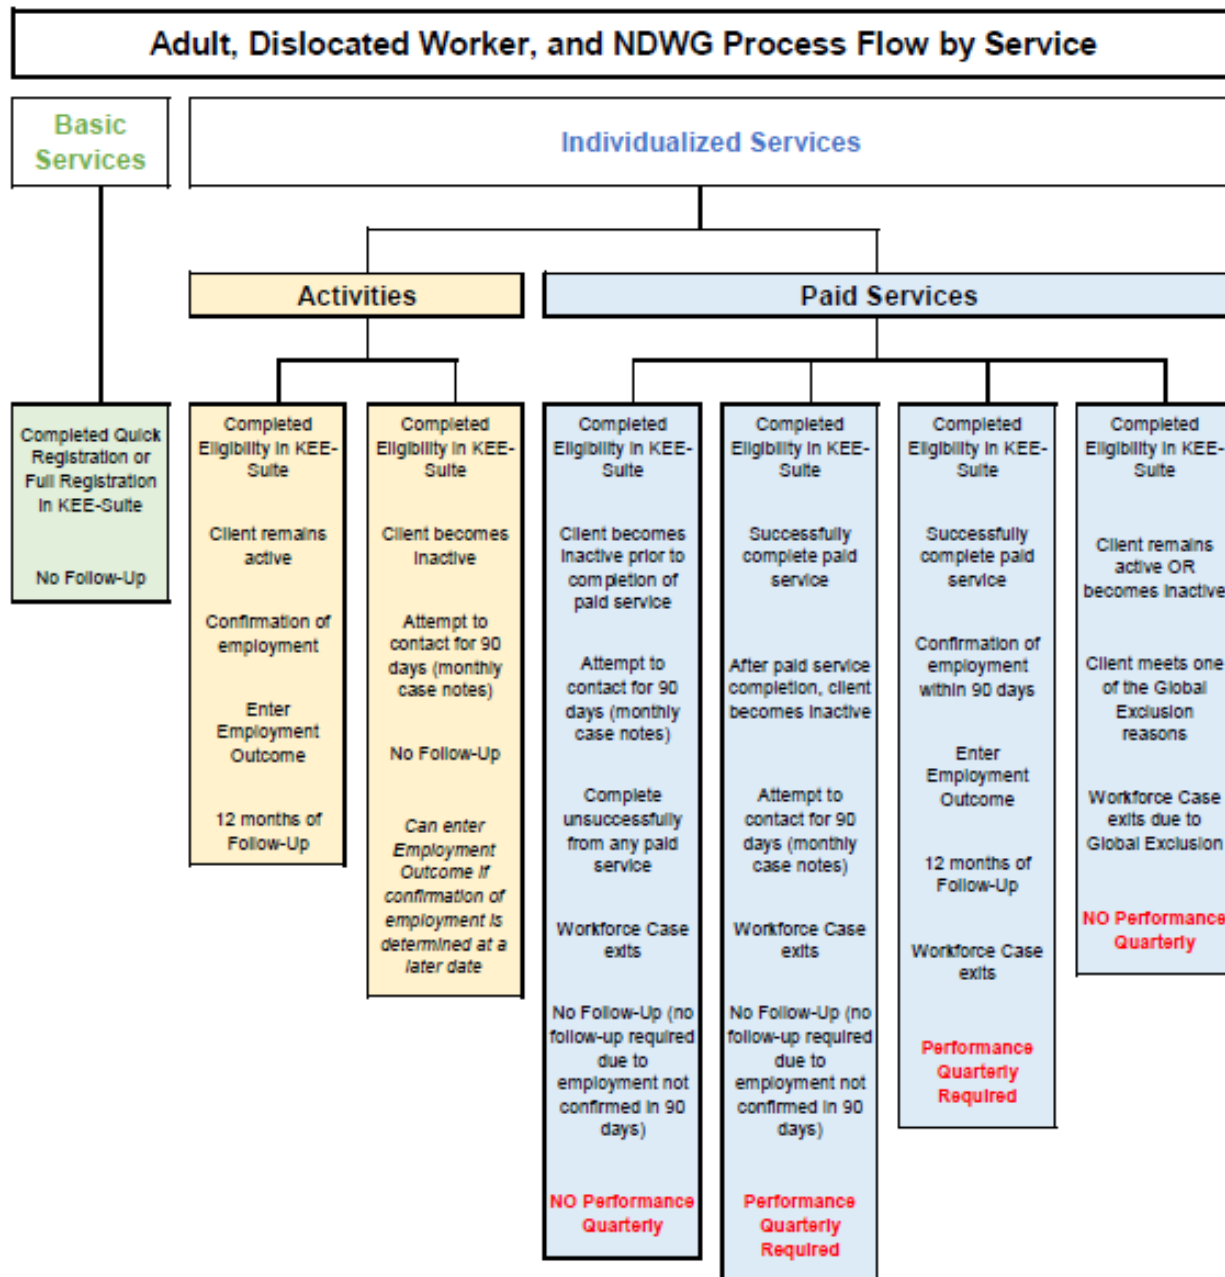 Adult, Dislocated Worker, and NDWG Process Flow by Service
Basic
Services
Individualized Services
Activities
Paid Services
Completed Quick
Registration or
Full Registration
in KEE-Suite
No Follow-Up
Completed
Eligibility in KEE-
Suite
Client remains
active
Confirmation of
employment
Enter
Employment
Outcome
12 months of
Follow-Up
Completed
Eligibility in KEE-
Suite
Client becomes
inactive
Attempt to
contact for 90
days (monthly
case notes)
No Follow-Up
Can enter
Employment
Outcome if
confirmation of
employment is
determined at a
later date
Completed
Eligibility in KEE-
Suite
Client becomes
inactive prior to
completion of
paid service
Attempt to
contact for 90
days (monthly
case notes)
Complete
unsuccessfully
from any paid
service
Workforce Case
exits
No Follow-Up (no
follow-up required
due to
employment not
confirmed in 90
days)
NO Performance
Quarterly
Completed
Eligibility in KEE-
Suite
Successfully
complete paid
service
After paid service
completion, client
becomes inactive
Attempt to
contact for 90
days (monthly
case notes)
Workforce Case
exits
No Follow-Up (no
follow-up required
due to
employment not
confirmed in 90
days)
Performance
Quarterly
Required
Completed
Eligibility in KEE-
Suite
Successfully
complete paid
service
Confirmation of
employment
within 90 days
Enter
Employment
Outcome
12 months of
Follow-Up
Workforce Case
exits
Performance
Quarterly
Required
Completed
Eligibility in KEE-
Suite
Client remains
active OR
becomes inactive
Client meets one
of the Global
Exclusion
reasons
Workforce Case
exits due to
Global Exclusion
NO Performance
Quarterly